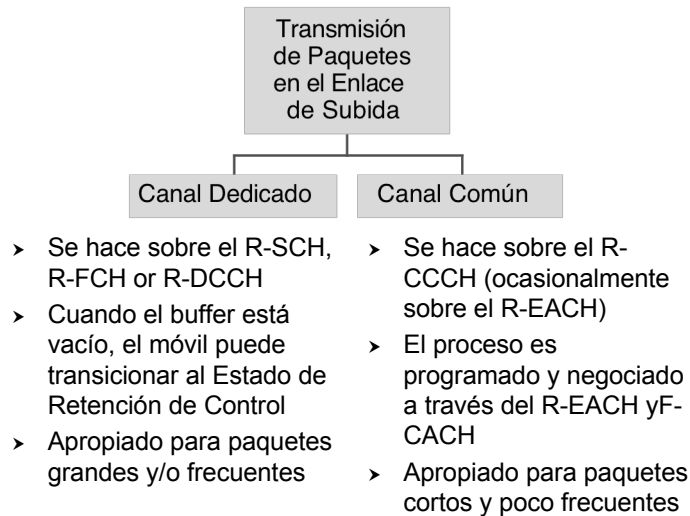 Transmisión
de Paquetes
en el Enlace
de Subida
Canal Dedicado
Canal Común
➢ Se hace sobre el R-SCH,
R-FCH or R-DCCH
➢ Cuando el buffer está
vacío, el móvil puede
transicionar al Estado de
Retención de Control
➢ Apropiado para paquetes
grandes y/o frecuentes
➢ Se hace sobre el R-
CCCH (ocasionalmente
sobre el R-EACH)
➢ El proceso es
programado y negociado
a través del R-EACH yF-
CACH
➢ Apropiado para paquetes
cortos y poco frecuentes